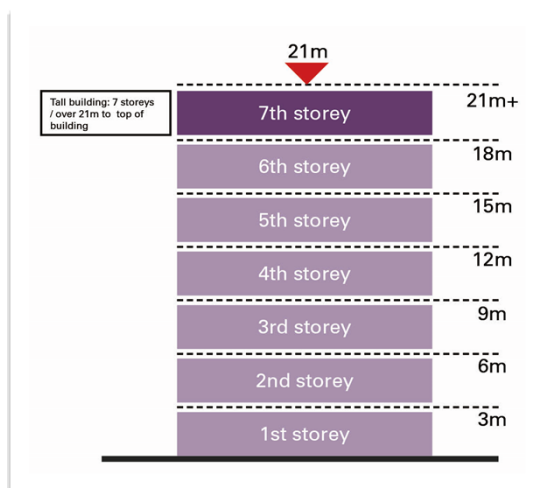 21m
Tall building: 7 storeys
/ over 21m to top of
building
7th storey
21m+
6th storey
18m
5th storey
15m
4th storey
12m
3rd storey
9m
2nd storey
6m
1st storey
3m